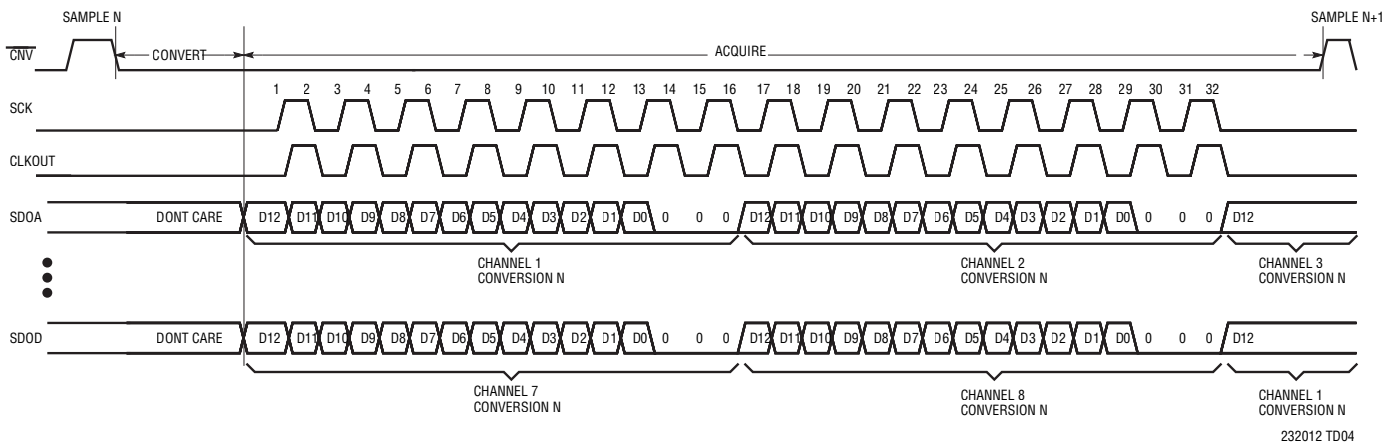 SAMPLE N SAMPLE N+1
CNV CONVERT ACQUIRE
1 2 3 4 5 6 7 8 9 10 11 12 13 14 15 16 17 18 19 20 21 22 23 24 25 26 27 28 29 30 31 32
SCK
CLKOUT
SDOA DONT CARE D12 D11 D10 D9 D8 D7 D6 D5 D4 D3 D2 D1 D0 0 0 0 D12 D11 D10 D9 D8 D7 D6 D5 D4 D3 D2 D1 D0 0 0 0 D12
CHANNEL 1 CHANNEL 2 CHANNEL 3
CONVERSION N CONVERSION N CONVERSION N
SDOD DONT CARE D12 D11 D10 D9 D8 D7 D6 D5 D4 D3 D2 D1 D0 0 0 0 D12 D11 D10 D9 D8 D7 D6 D5 D4 D3 D2 D1 D0 0 0 0 D12
CHANNEL 7 CHANNEL 8 CHANNEL 1
CONVERSION N CONVERSION N CONVERSION N
232012 TD04